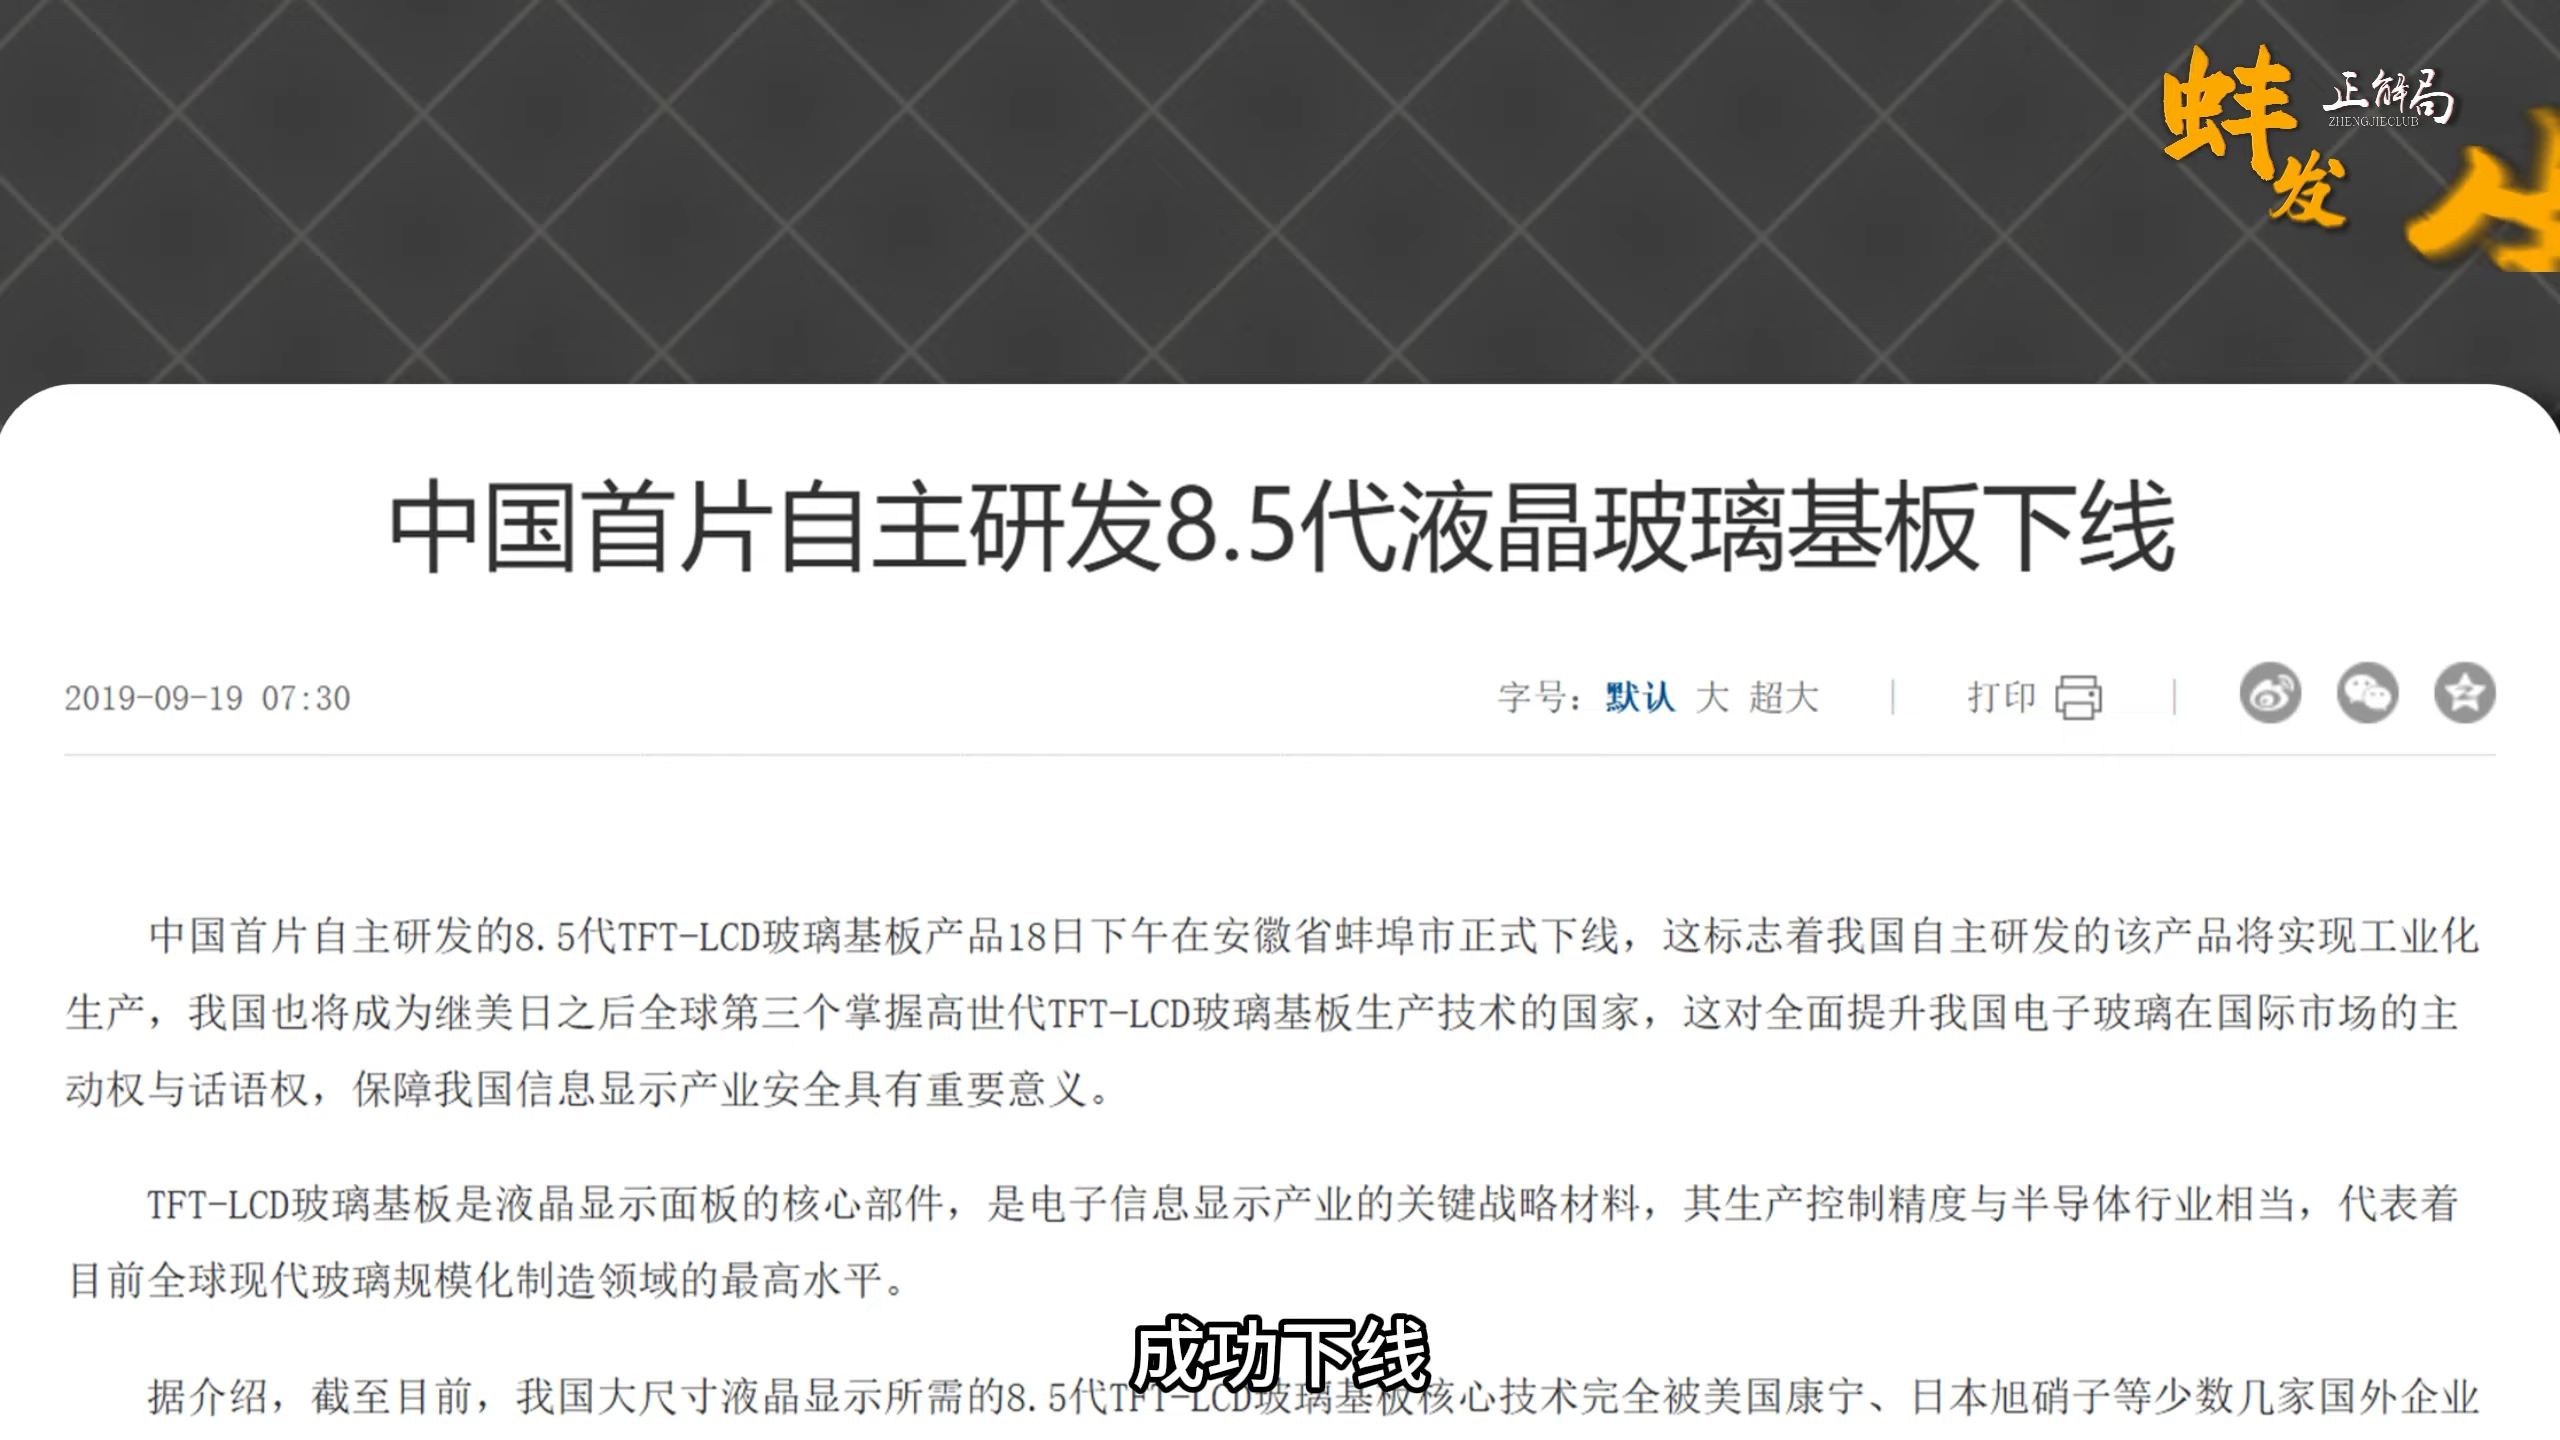 蚌
发
正解局
ZHENGJIECLUB
生
中国首片自主研发8.5代液晶玻璃基板下线
2019-09-19 07:30
字号：默认 大 超大 | 打印 |
中国首片自主研发的8.5代TFT-LCD玻璃基板产品18日下午在安徽省蚌埠市正式下线，这标志着我国自主研发的该产品将实现工业化
生产，我国也将成为继美日之后全球第三个掌握高世代TFT-LCD玻璃基板生产技术的国家，这对全面提升我国电子玻璃在国际市场的主
动权与话语权，保障我国信息显示产业安全具有重要意义。
TFT-LCD玻璃基板是液晶显示面板的核心部件，是电子信息显示产业的关键战略材料，其生产控制精度与半导体行业相当，代表着
目前全球现代玻璃规模化制造领域的最高水平。
成功下线
据介绍，截至目前，我国大尺寸液晶显示所需的8.5代TFT-LCD玻璃基板核心技术完全被美国康宁、日本旭硝子等少数几家国外企业